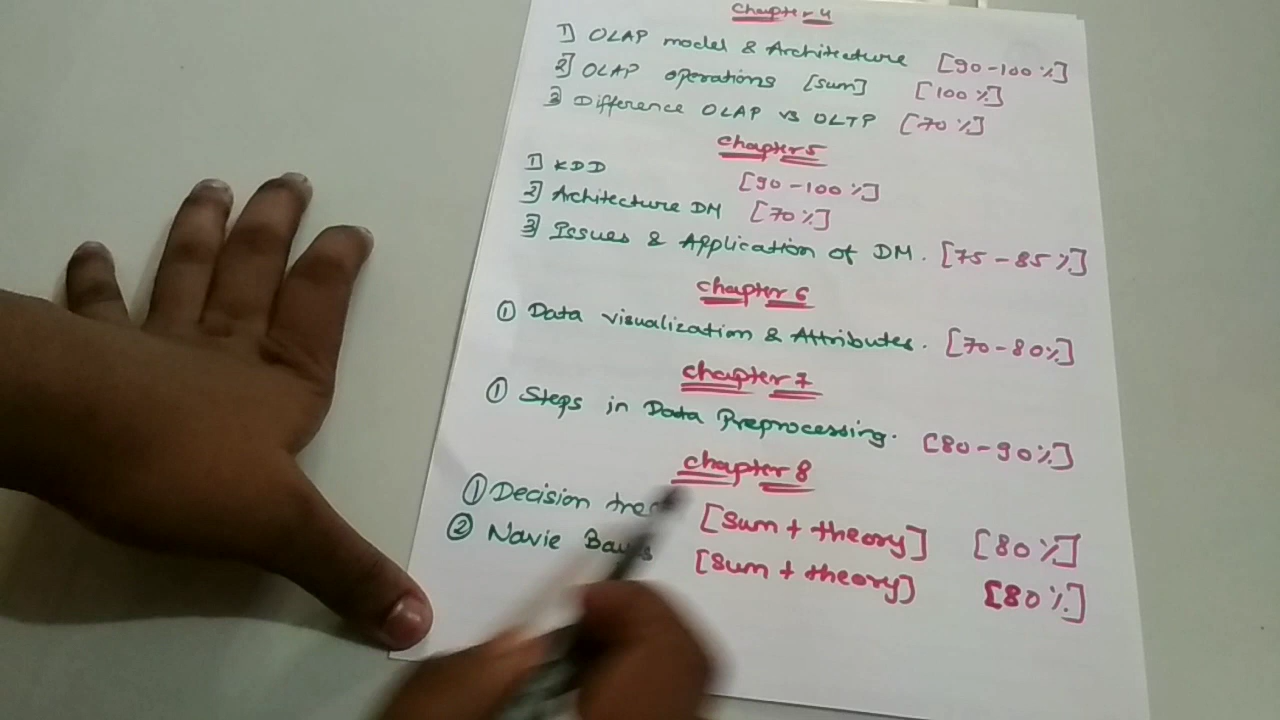 Chapter 4
1] OLAP model & Architecture [90-100%]
2] OLAP operations [sum] [100%]
3] Difference OLAP vs OLTP [70%]
Chapter 5
1] KDD [90-100%]
2] Architecture DM [70%]
3] Issues & Application of DM. [75-85%]
Chapter 6
① Data visualization & Attributes. [70-80%]
Chapter 7
① Steps in Data Preprocessing. [80-90%]
Chapter 8
① Decision tree [sum + theory] [80%]
② Navie Bayes [sum + theory] [80%]